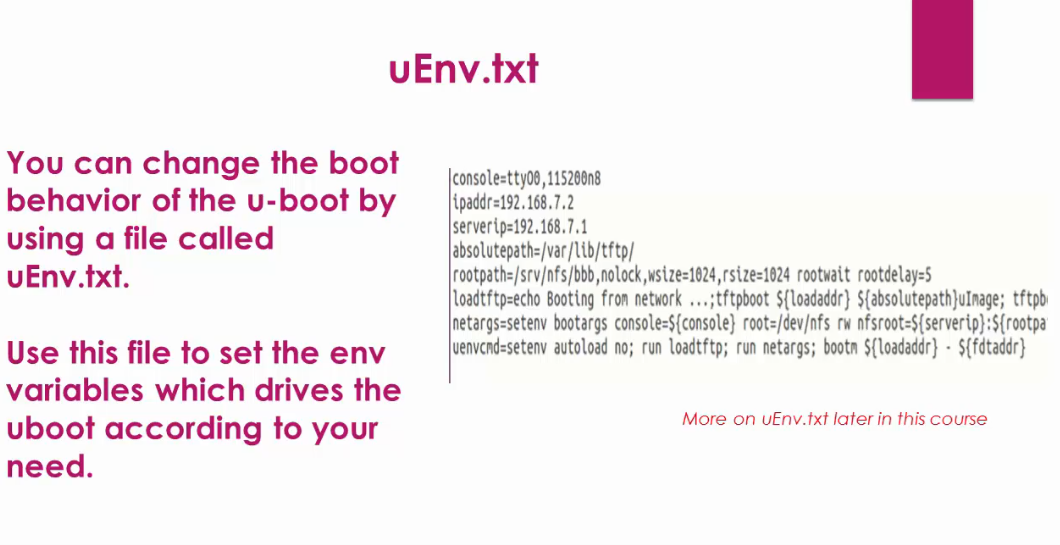 uEnv.txt
You can change the boot
behavior of the u-boot by
using a file called
uEnv.txt.
Use this file to set the env
variables which drives the
uboot according to your
need.
console=ttyO0,115200n8
ipaddr=192.168.7.2
serverip=192.168.7.1
absolutepath=/var/lib/tftp/
rootpath=/srv/nfs/bbb,nolock,wsize=1024,rsize=1024 rootwait rootdelay=5
loadtftp=echo Booting from network ...;tftpboot ${loadaddr} ${absolutepath}uImage; tftpb
netargs=setenv bootargs console=${console} root=/dev/nfs rw nfsroot=${serverip}:${rootpa
uenvcmd=setenv autoload no; run loadtftp; run netargs; bootm ${loadaddr} - ${fdtaddr}
More on uEnv.txt later in this course